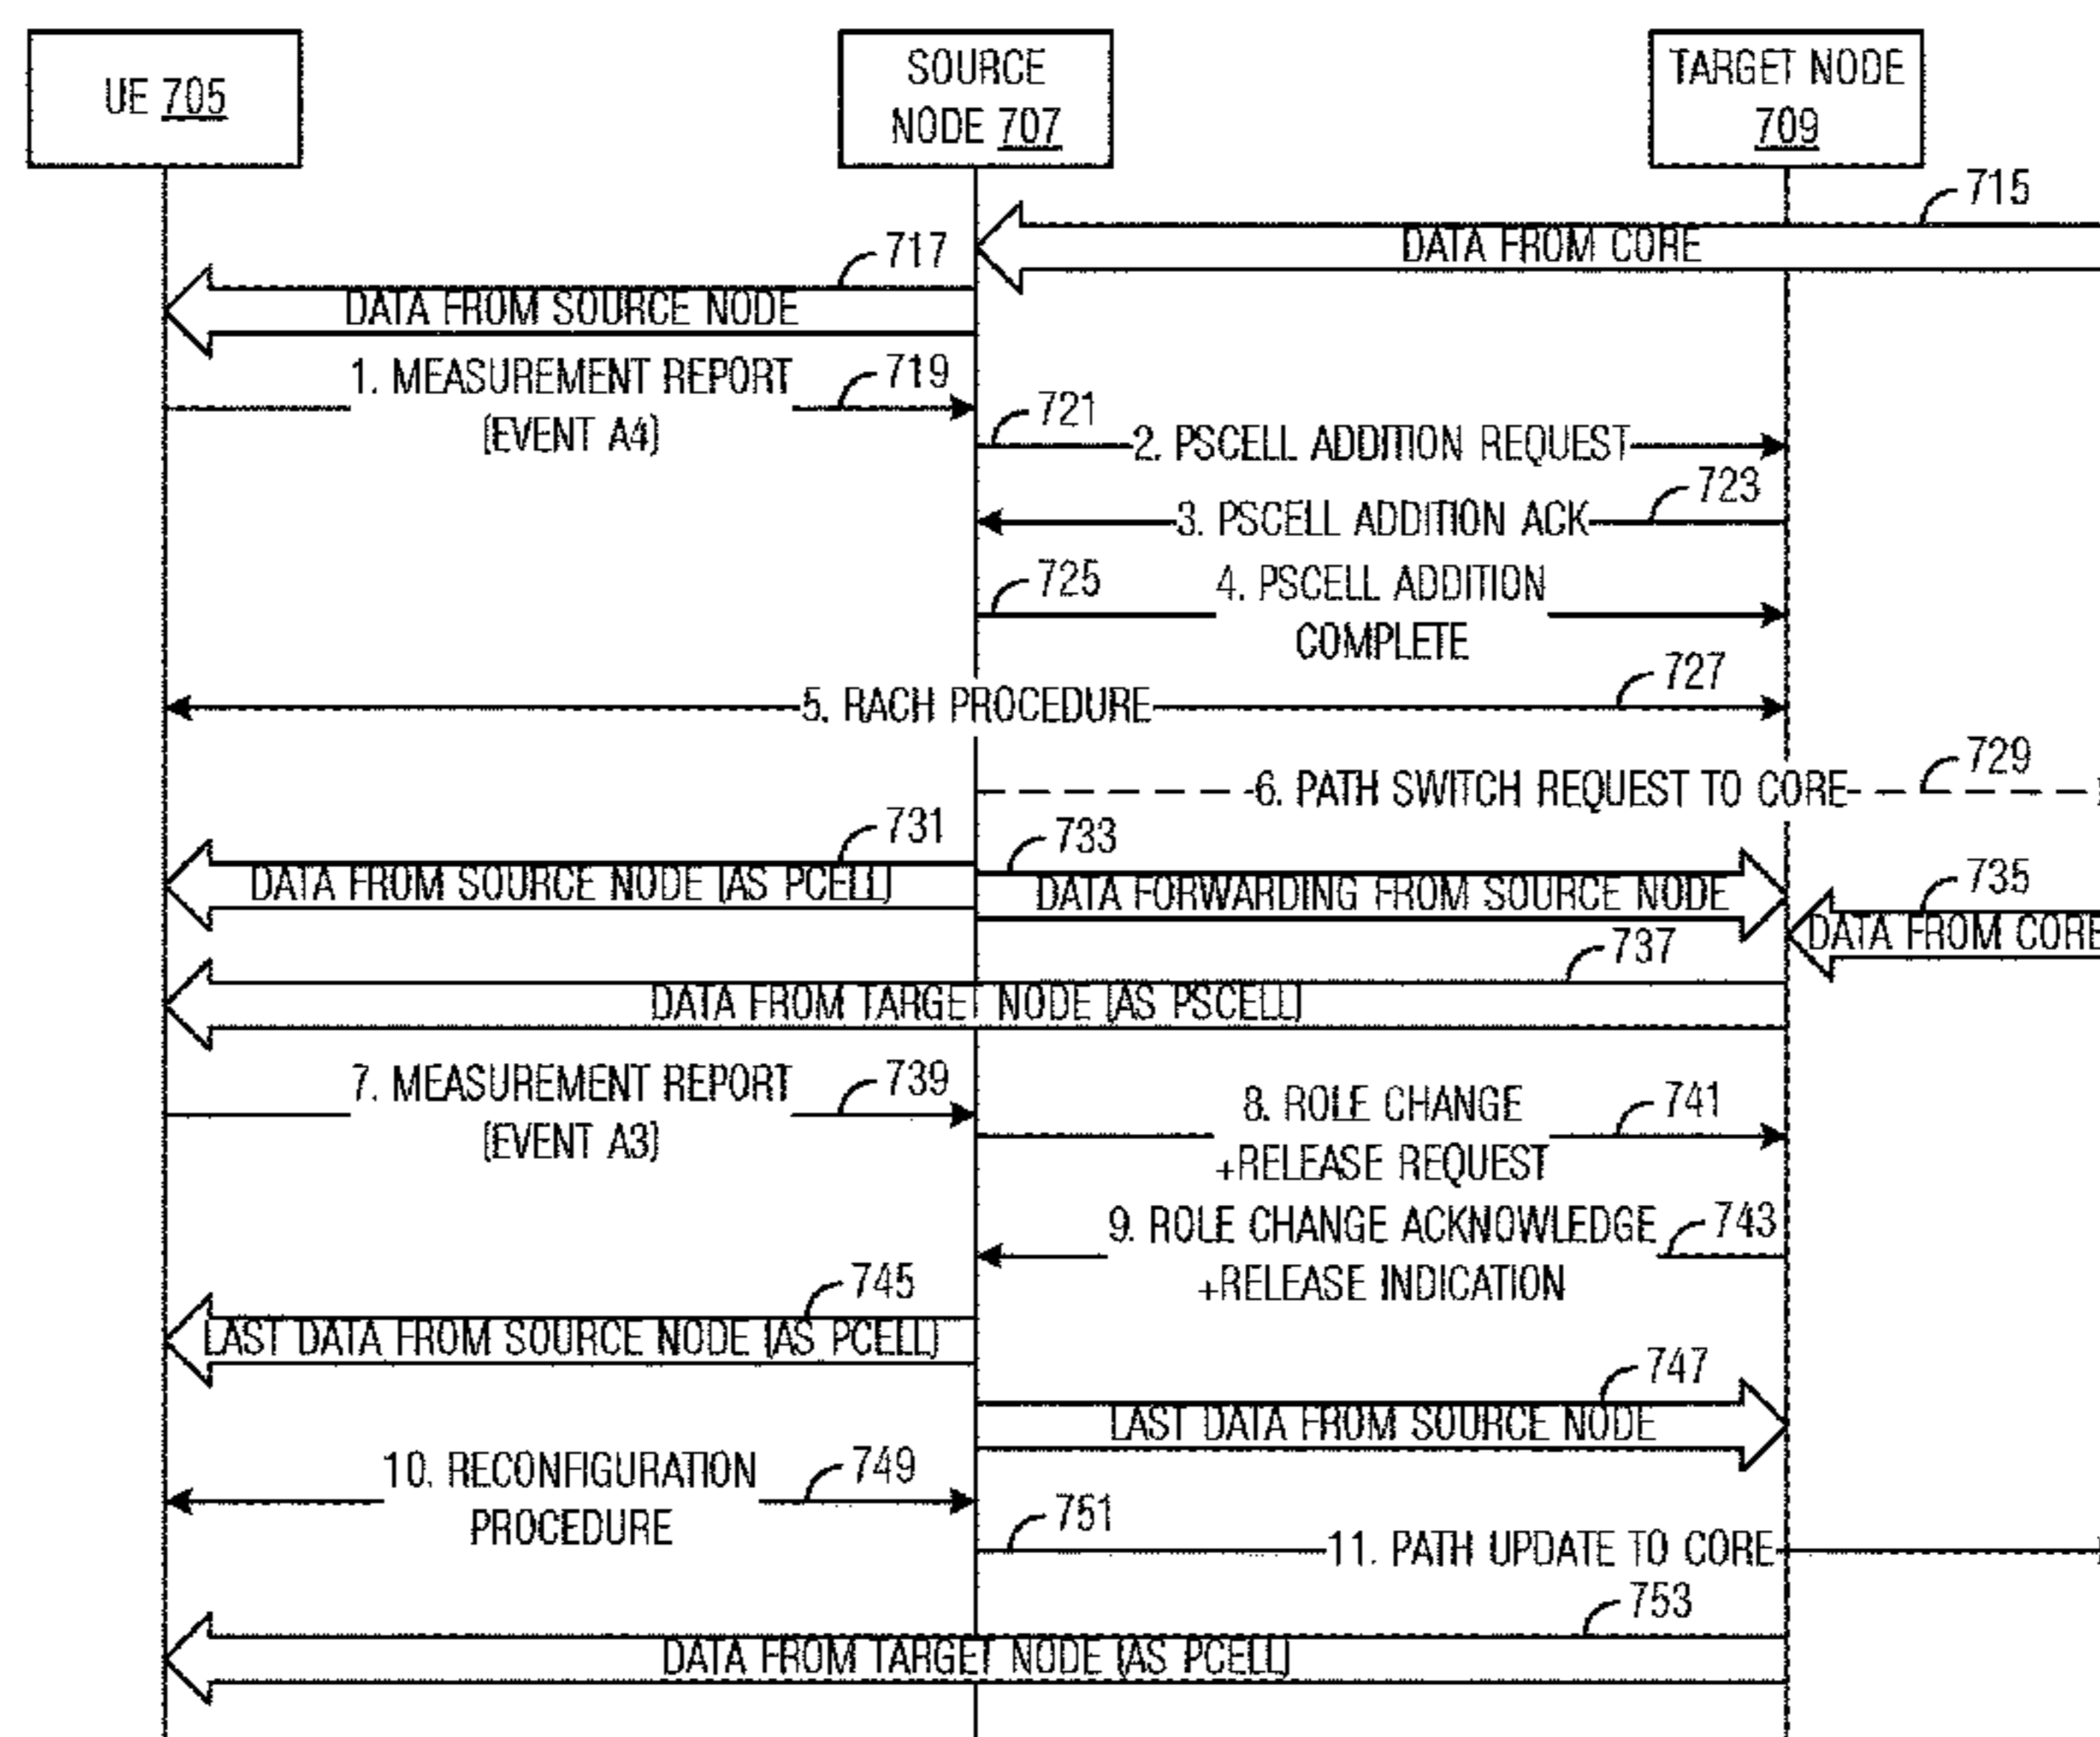 UE 705
SOURCE
NODE 707
TARGET NODE
709
715
DATA FROM CORE
717
DATA FROM SOURCE NODE
1. MEASUREMENT REPORT
(EVENT A4)
719
721
2. PSCELL ADDITION REQUEST
723
3. PSCELL ADDITION ACK
725
4. PSCELL ADDITION
COMPLETE
727
5. RACH PROCEDURE
729
6. PATH SWITCH REQUEST TO CORE
731
DATA FROM SOURCE NODE (AS PCELL)
733
DATA FORWARDING FROM SOURCE NODE
735
DATA FROM CORE
737
DATA FROM TARGET NODE (AS PSCELL)
7. MEASUREMENT REPORT
(EVENT A3)
739
8. ROLE CHANGE
+RELEASE REQUEST
741
9. ROLE CHANGE ACKNOWLEDGE
+RELEASE INDICATION
743
745
LAST DATA FROM SOURCE NODE (AS PCELL)
747
LAST DATA FROM SOURCE NODE
10. RECONFIGURATION
PROCEDURE
749
751
11. PATH UPDATE TO CORE
753
DATA FROM TARGET NODE (AS PCELL)